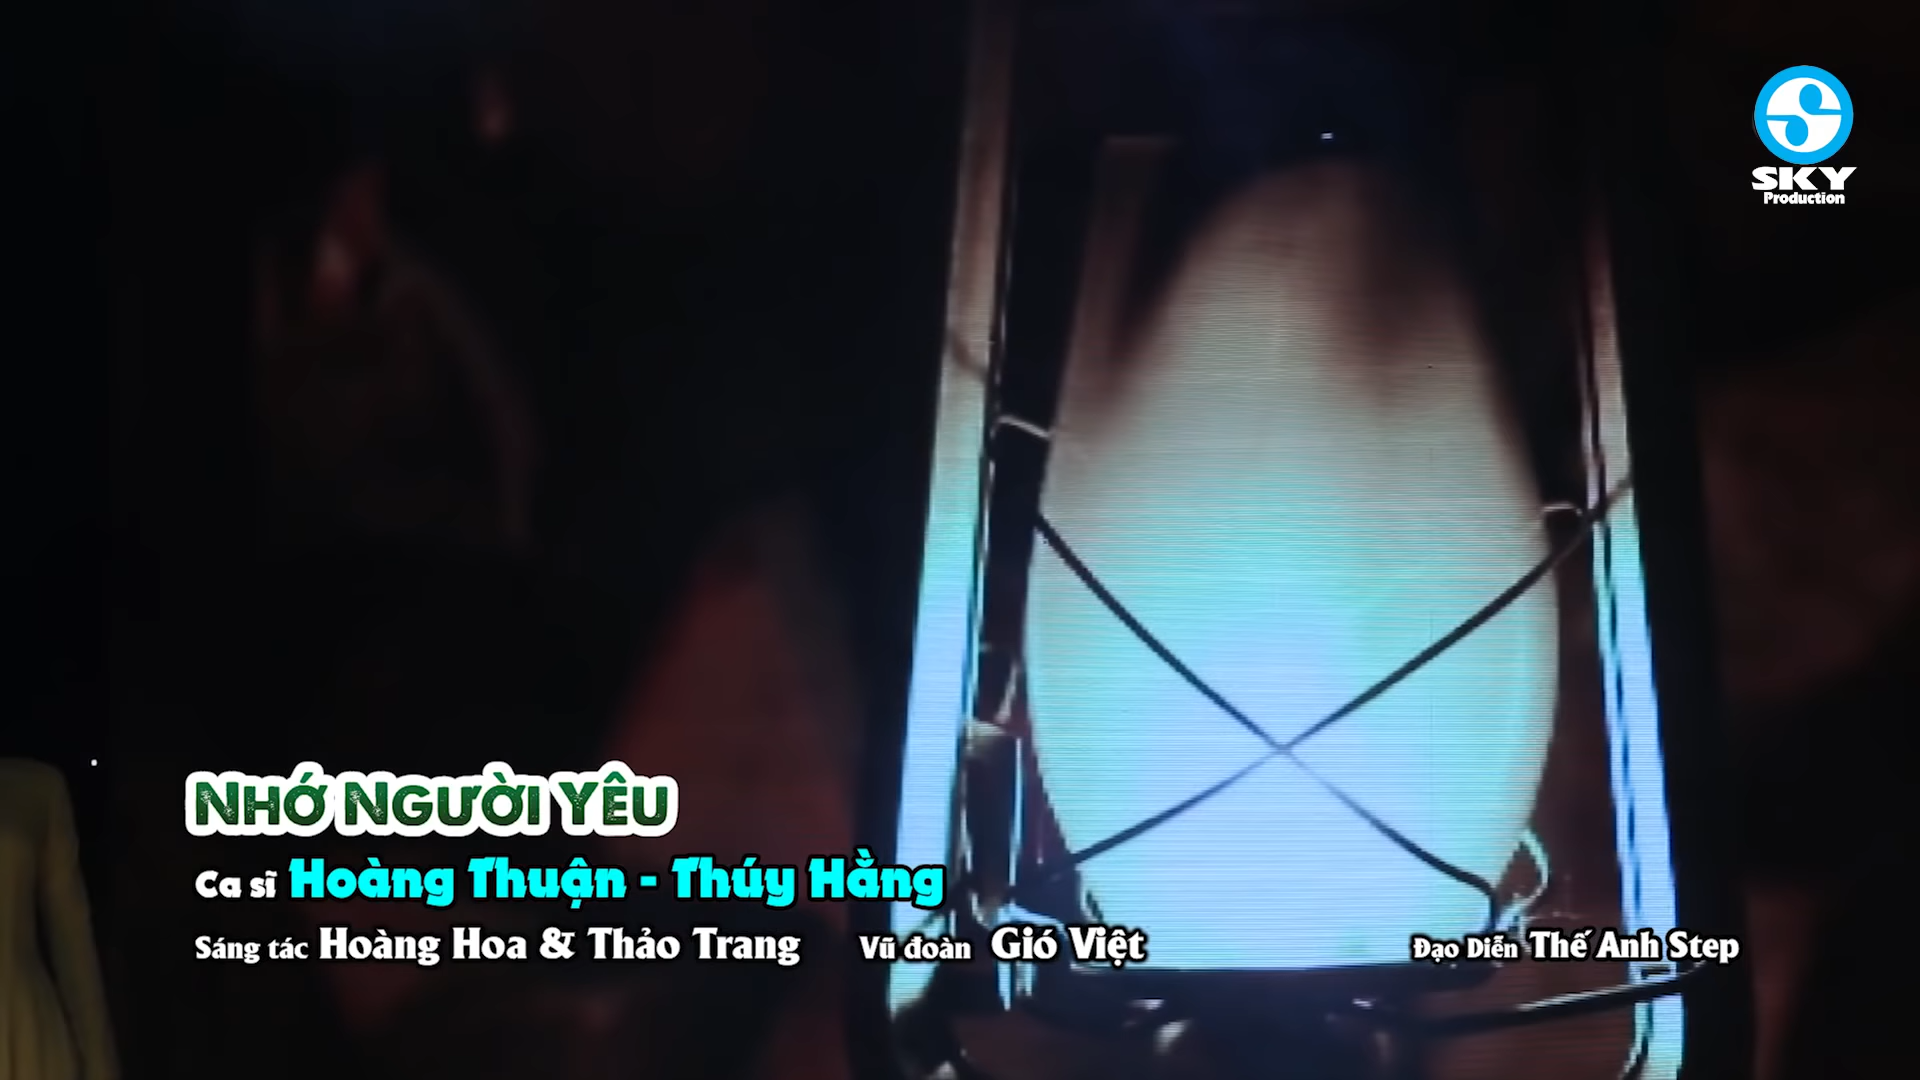 SKY
Production
NHỚ NGƯỜI YÊU
Ca sĩ Hoàng Thuận - Thúy Hằng
Sáng tác Hoàng Hoa & Thảo Trang Vũ đoàn Gió Việt Đạo Diễn Thế Anh Step